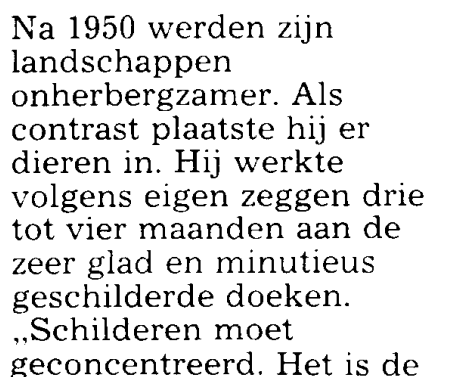 Na 1950 werden zijn
landschappen
onherbergzamer. Als
contrast plaatste hij er
dieren in. Hij werkte
volgens eigen zeggen drie
tot vier maanden aan de
zeer glad en minutieus
geschilderde doeken.
„Schilderen moet
geconcentreerd. Het is de